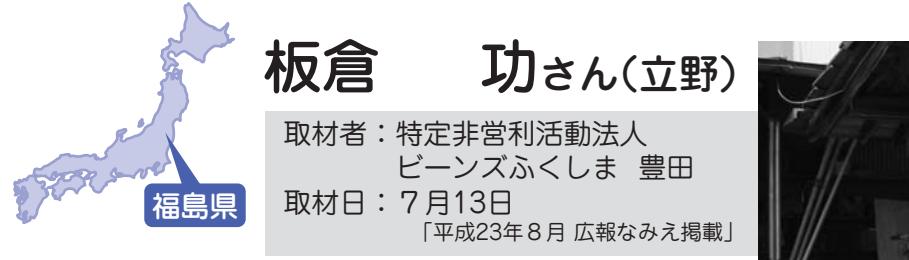 福島県
板倉　功さん（立野）
取材者：特定非営利活動法人
ビーンズふくしま 豊田
取材日：７月13日
「平成23年８月 広報なみえ掲載」